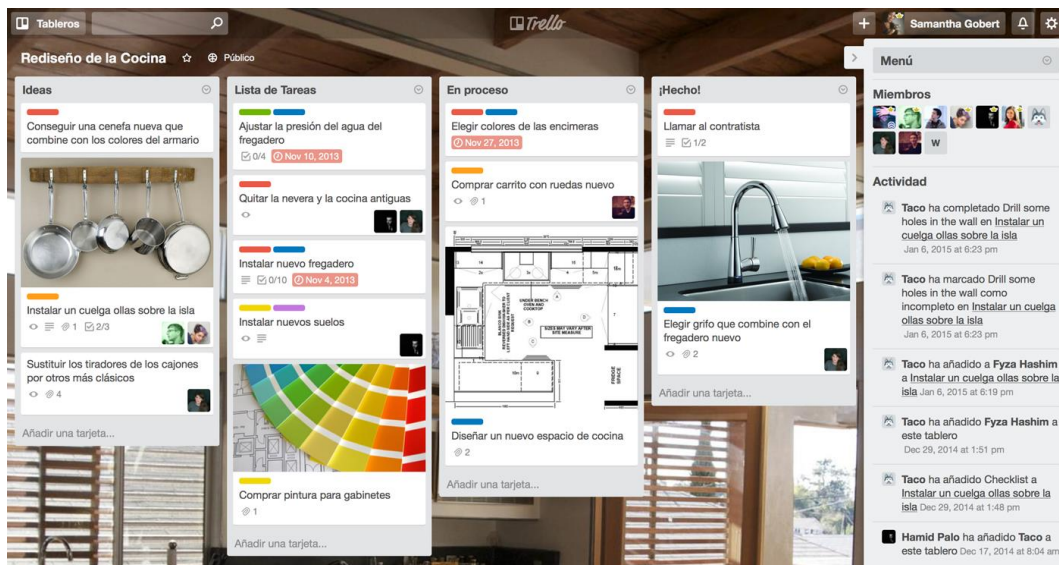 Tableros
Trello
Samantha Gobert
Rediseño de la Cocina
Público
Ideas
Conseguir una cenefa nueva que
combine con los colores del armario
Instalar un cuelga ollas sobre la isla
1 2/3
Sustituir los tiradores de los cajones
por otros más clásicos
4
Añadir una tarjeta...
Lista de Tareas
Ajustar la presión del agua del
fregadero
0/4 Nov 10, 2013
Quitar la nevera y la cocina antiguas
Instalar nuevo fregadero
0/10 Nov 4, 2013
Instalar nuevos suelos
Comprar pintura para gabinetes
1
Añadir una tarjeta...
En proceso
Elegir colores de las encimeras
Nov 27, 2013
Comprar carrito con ruedas nuevo
1
UNDER BENCH
OVEN AND
COOKTOP
SIZES MAY VARY AFTER
SITE MEASURE
FRIDGE
SPACE
Diseñar un nuevo espacio de cocina
2
Añadir una tarjeta...
¡Hecho!
Llamar al contratista
1/2
Elegir grifo que combine con el
fregadero nuevo
2
Añadir una tarjeta...
Menú
Miembros
W
Actividad
Taco ha completado Drill some
holes in the wall en Instalar un
cuelga ollas sobre la isla
Jan 6, 2015 at 6:23 pm
Taco ha marcado Drill some
holes in the wall como
incompleto en Instalar un cuelga
ollas sobre la isla
Jan 6, 2015 at 6:23 pm
Taco ha añadido a Fyza Hashim
a Instalar un cuelga ollas sobre la
isla Jan 6, 2015 at 6:19 pm
Taco ha añadido Fyza Hashim a
este tablero
Dec 29, 2014 at 1:51 pm
Taco ha añadido Checklist a
Instalar un cuelga ollas sobre la
isla Dec 29, 2014 at 1:48 pm
Hamid Palo ha añadido Taco a
este tablero Dec 17, 2014 at 8:04 am